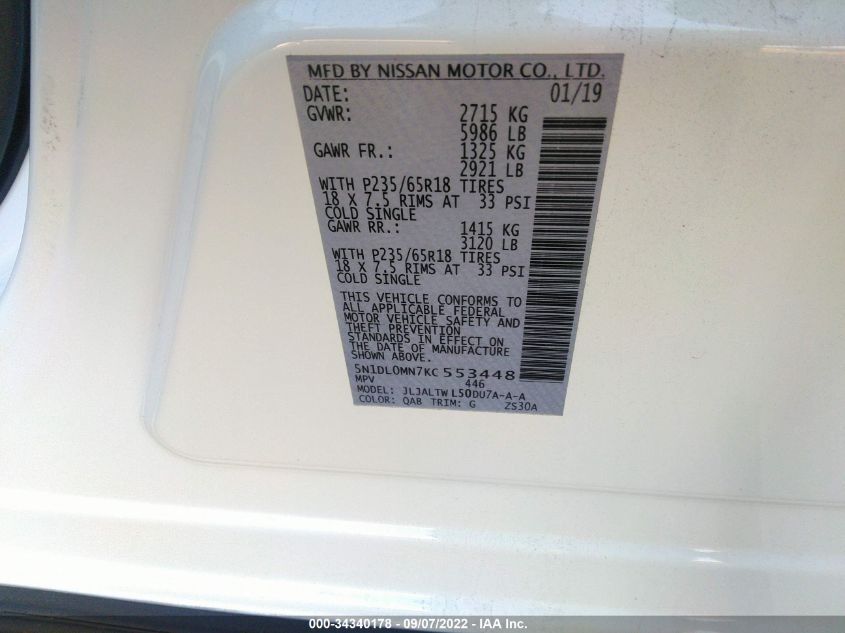 MFD BY NISSAN MOTOR CO., LTD.
DATE: 01/19
GVWR: 2715 KG
5986 LB
GAWR FR.: 1325 KG
2921 LB
WITH P235/65R18 TIRES
18 X 7.5 RIMS AT 33 PSI
COLD SINGLE
GAWR RR.: 1415 KG
3120 LB
WITH P235/65R18 TIRES
18 X 7.5 RIMS AT 33 PSI
COLD SINGLE
THIS VEHICLE CONFORMS TO
ALL APPLICABLE FEDERAL
MOTOR VEHICLE SAFETY AND
THEFT PREVENTION
STANDARDS IN EFFECT ON
THE DATE OF MANUFACTURE
SHOWN ABOVE.
5N1DL0MN7KC553448
MPV 446
MODEL: JLJALTWL50DU7A-A-A
COLOR: QAB TRIM: G ZS30A
000-34340178 - 09/07/2022 - IAA Inc.